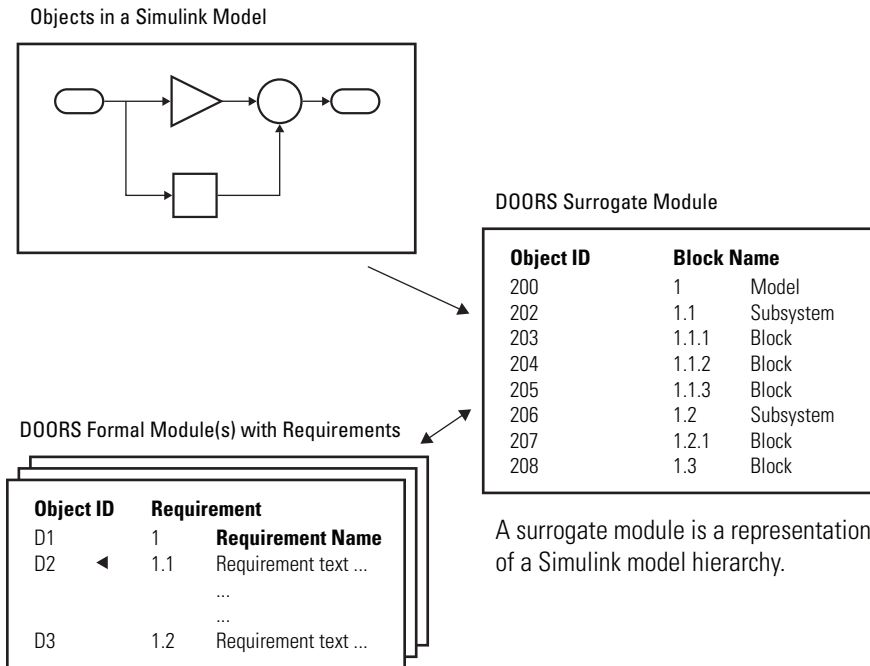 Objects in a Simulink Model
DOORS Surrogate Module
Object ID Block Name
200 1 Model
202 1.1 Subsystem
203 1.1.1 Block
204 1.1.2 Block
205 1.1.3 Block
206 1.2 Subsystem
207 1.2.1 Block
208 1.3 Block
A surrogate module is a representation
of a Simulink model hierarchy.
DOORS Formal Module(s) with Requirements
Object ID Requirement
D1 1 Requirement Name
D2 1.1 Requirement text ...
...
...
D3 1.2 Requirement text ...